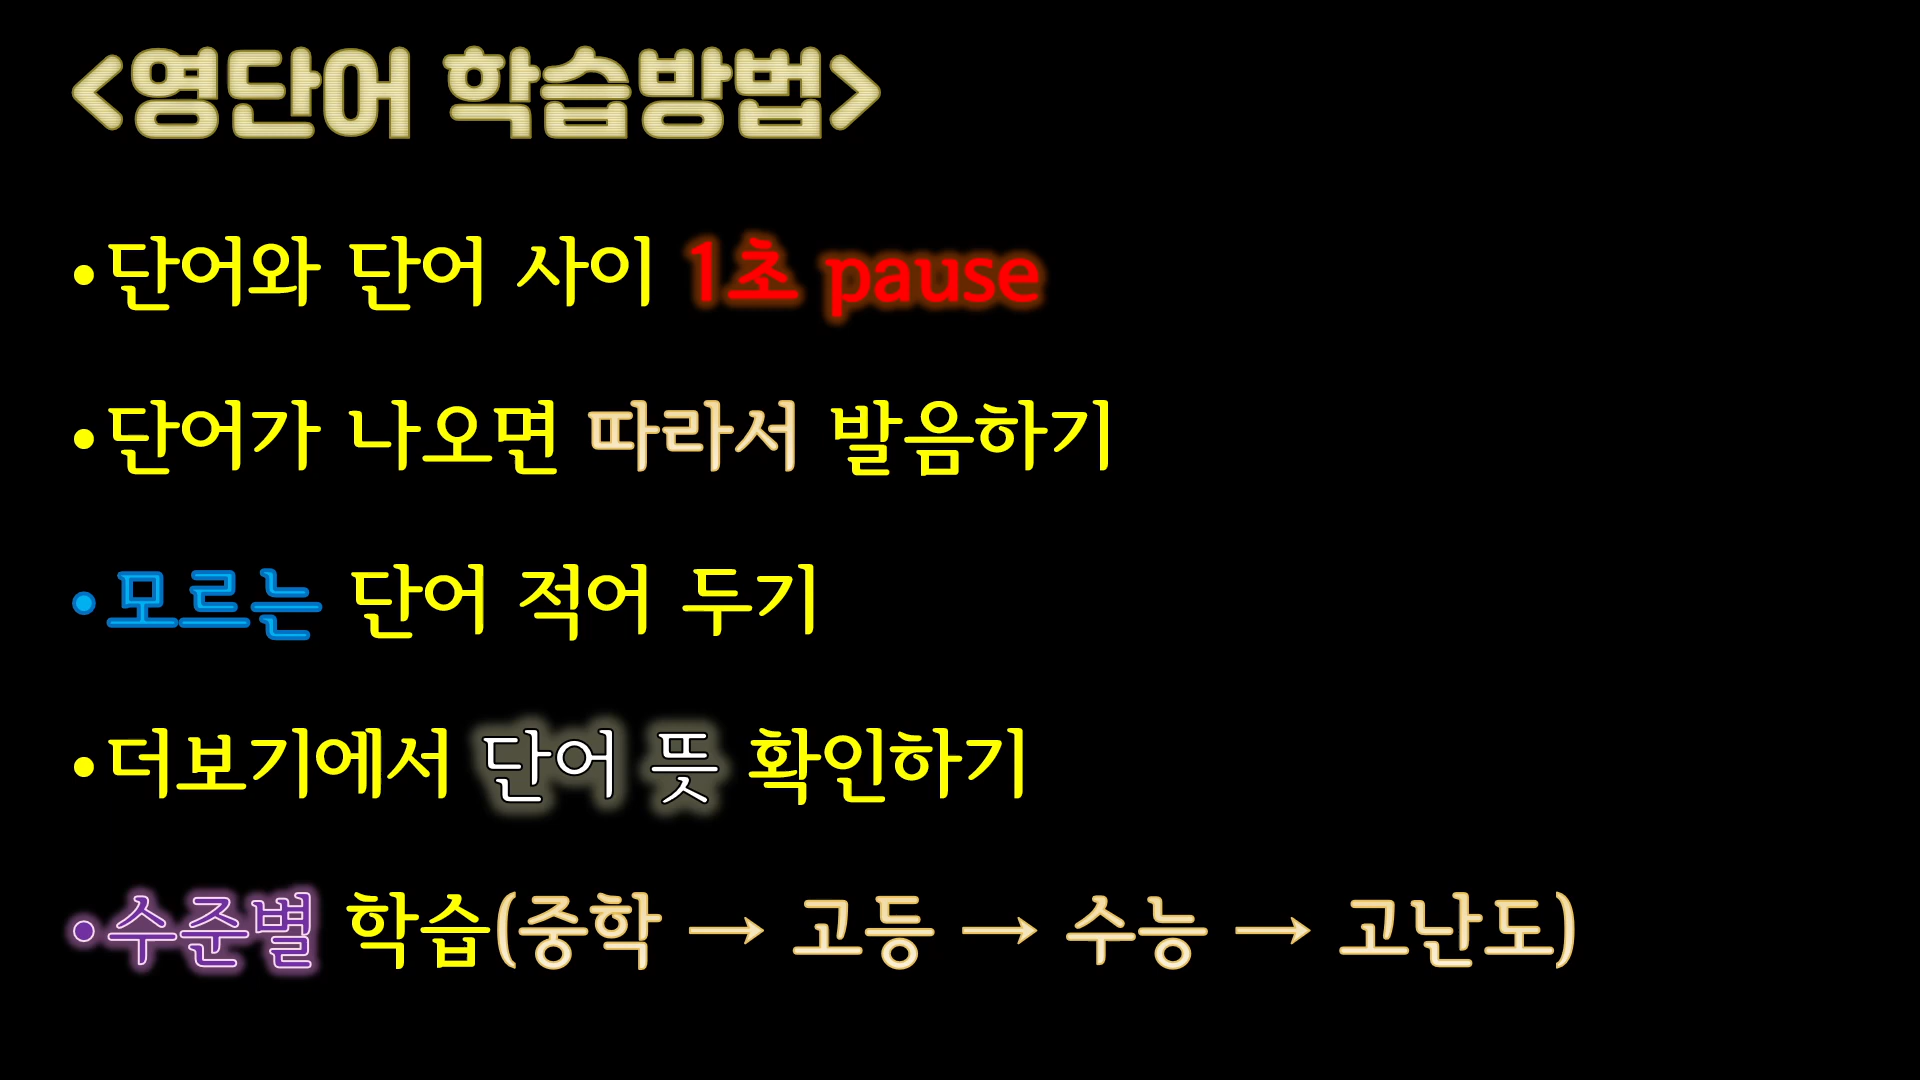 <영단어 학습방법>
•단어와 단어 사이 1초 pause
•단어가 나오면 따라서 발음하기
•모르는 단어 적어 두기
•더보기에서 단어 뜻 확인하기
•수준별 학습(중학 → 고등 → 수능 → 고난도)